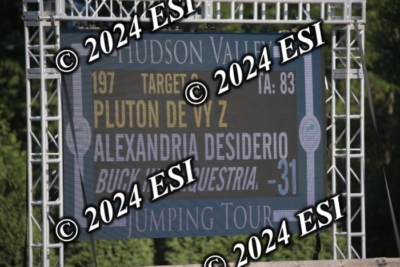 © 2024 ESI
© 2024 ESI
HUDSON VALLEY
197 TARGET TA: 83
PLUTON DE VY Z
ALEXANDRIA DESIDERIO
BUCK -31
© 2024 ESI
JUMPING TOUR
© 2024 ESI
© 2024 ESI